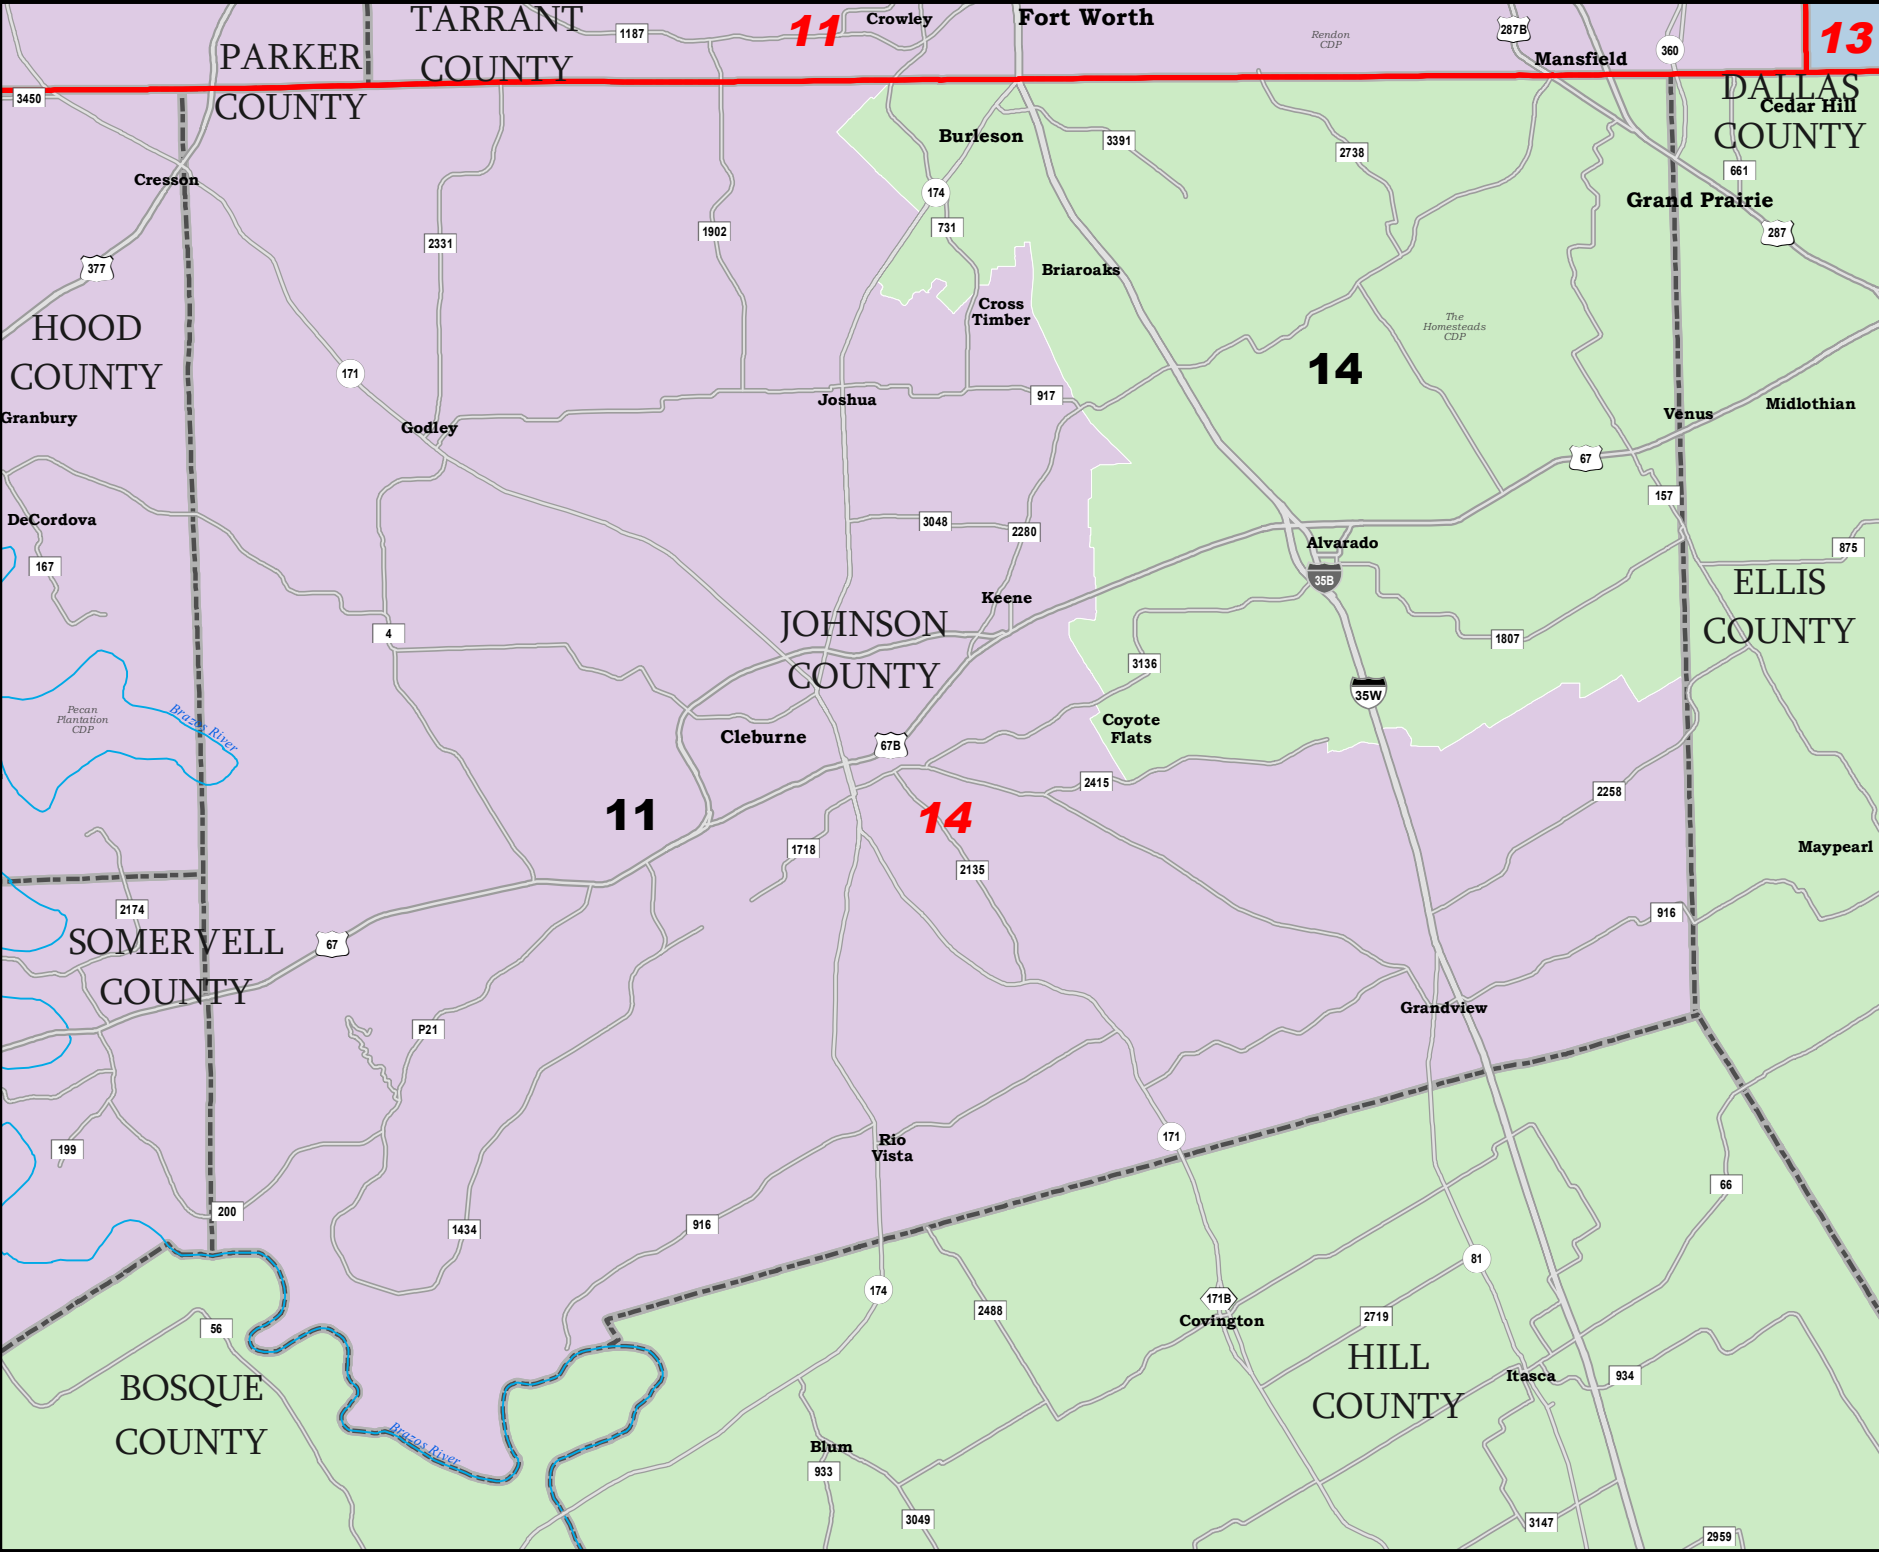 TARRANT
COUNTY
1187
11
Crowley
Fort Worth
Rendon
CDP
287B
Mansfield
360
13
PARKER
COUNTY
3450
DALLAS
COUNTY
Cedar Hill
Burleson
3391
2738
661
Cresson
174
Grand Prairie
731
1902
2331
287
377
Briaroaks
HOOD
COUNTY
Cross
Timber
The
Homesteads
CDP
171
14
917
Joshua
Granbury
Godley
Venus
Midlothian
67
157
DeCordova
3048
2280
Alvarado
875
167
35B
ELLIS
COUNTY
Keene
JOHNSON
COUNTY
4
1807
3136
35W
Pecan
Plantation
CDP
Brazos River
Coyote
Flats
Cleburne
67B
2415
2258
11
14
1718
Maypearl
2135
2174
916
SOMERVELL
COUNTY
67
Grandview
P21
199
Rio
Vista
171
66
200
1434
916
81
174
171B
2488
Covington
2719
56
HILL
COUNTY
Itasca
934
BOSQUE
COUNTY
Brazos River
Blum
933
3049
3147
2959